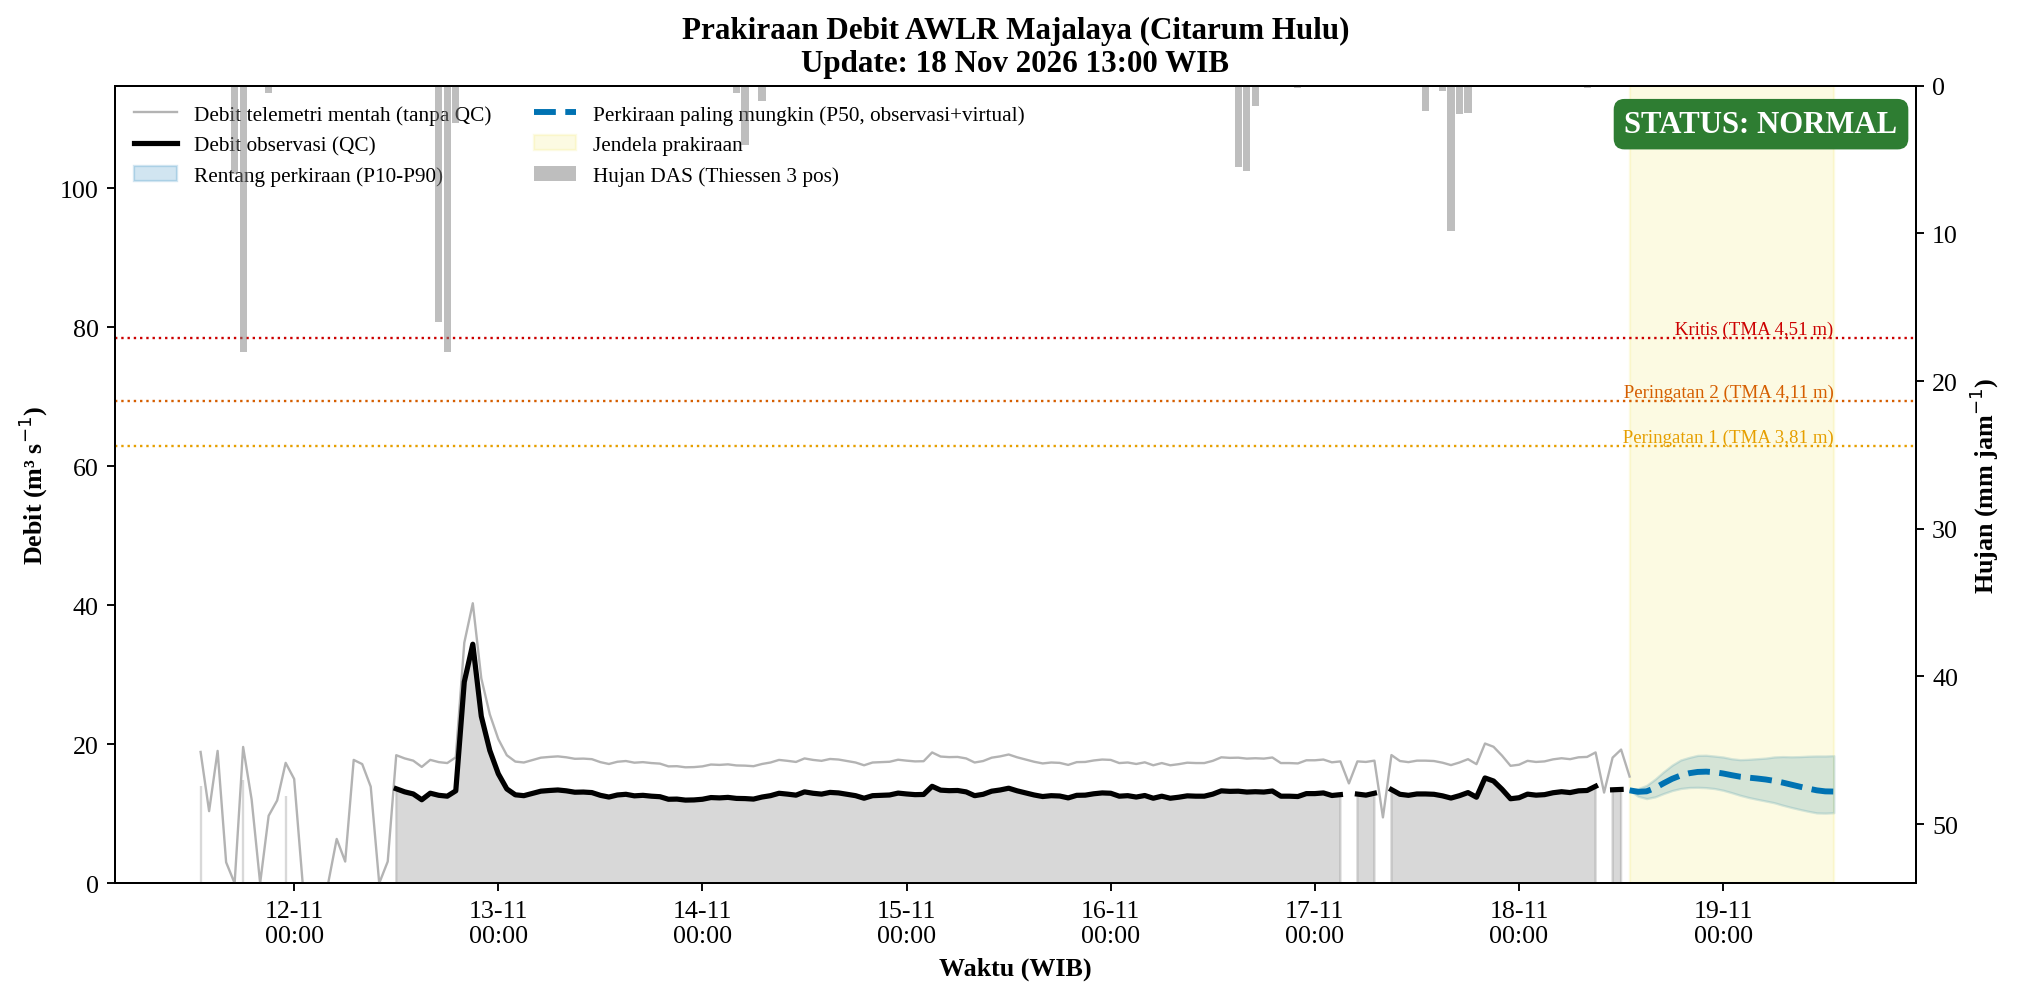 Prakiraan Debit AWLR Majalaya (Citarum Hulu)
Update: 18 Nov 2026 13:00 WIB
Debit telemetri mentah (tanpa QC)
Debit observasi (QC)
Rentang perkiraan (P10-P90)
Perkiraan paling mungkin (P50, observasi+virtual)
Jendela prakiraan
Hujan DAS (Thiessen 3 pos)
STATUS: NORMAL
Kritis (TMA 4,51 m)
Peringatan 2 (TMA 4,11 m)
Peringatan 1 (TMA 3,81 m)
Debit (m³ s⁻¹)
100
80
60
40
20
0
Hujan (mm jam⁻¹)
0
10
20
30
40
50
12-11
00:00
13-11
00:00
14-11
00:00
15-11
00:00
16-11
00:00
17-11
00:00
18-11
00:00
19-11
00:00
Waktu (WIB)